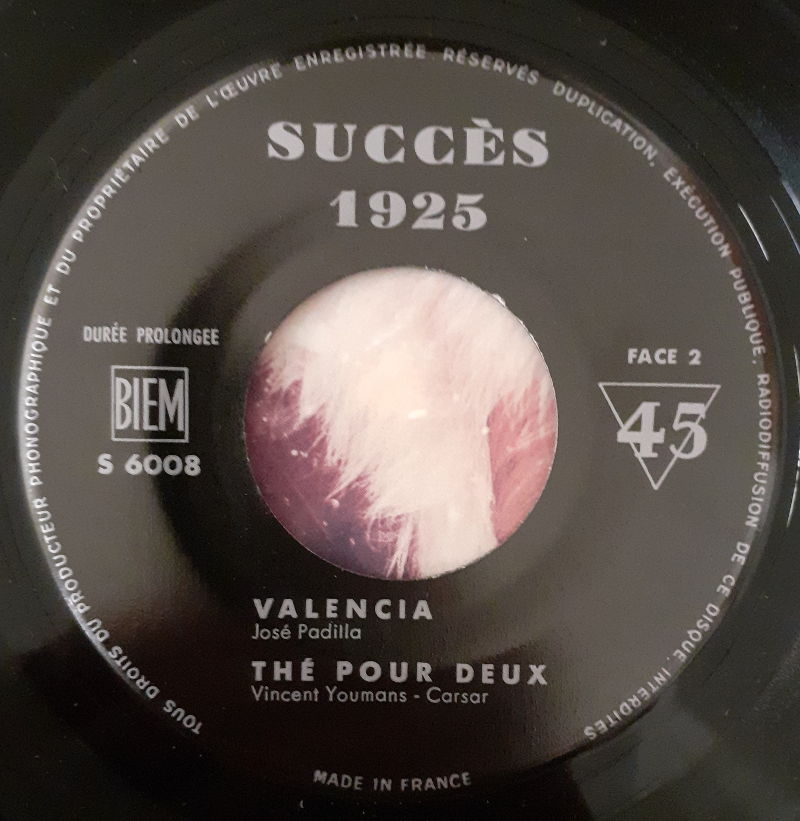 TOUS DROITS DU PRODUCTEUR PHONOGRAPHIQUE ET DU PROPRIÉTAIRE DE L'ŒUVRE ENREGISTRÉE RÉSERVÉS DUPLICATION, EXÉCUTION PUBLIQUE, RADIODIFFUSION DE CE DISQUE, INTERDITES
SUCCÈS
1925
DURÉE PROLONGEE
BIEM
S 6008
FACE 2
45
VALENCIA
José Padilla
THÉ POUR DEUX
Vincent Youmans - Carsar
MADE IN FRANCE